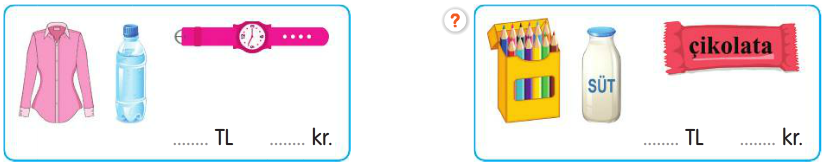 ........ TL ........ kr.
?
SÜT
çikolata
........ TL ........ kr.